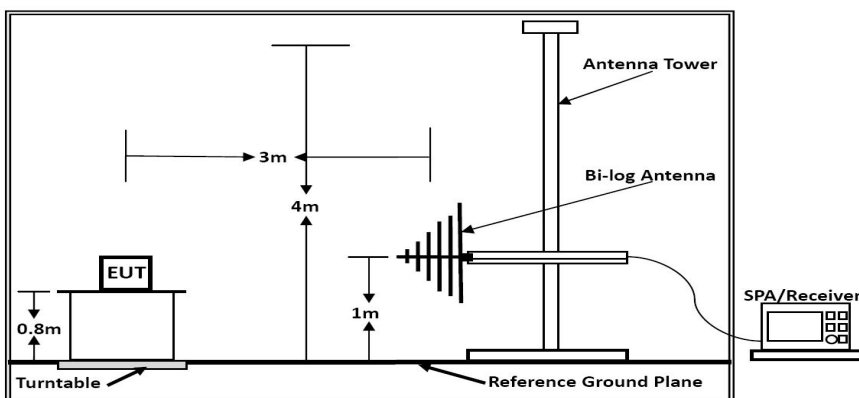 Antenna Tower
3m
Bi-log Antenna
4m
EUT
0.8m
1m
SPA/Receiver
Turntable
Reference Ground Plane